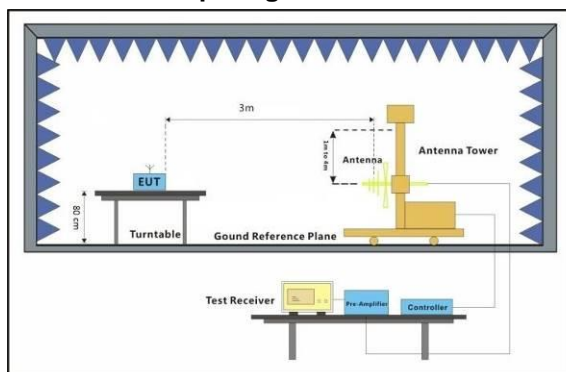 3m
1m to 4m
Antenna
Antenna Tower
EUT
80 cm
Turntable
Gound Reference Plane
Test Receiver
Pre-Amplifier
Controller